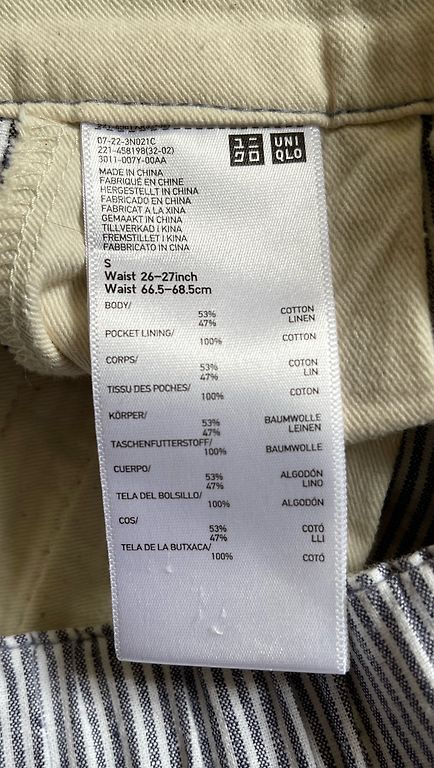 07-22-3N021C
221-458198(32-02)
3011-007Y-00AA
ユニ
クロ
UNI
QLO
MADE IN CHINA
FABRIQUÉ EN CHINE
HERGESTELLT IN CHINA
FABRICADO EN CHINA
FABRICAT A LA XINA
GEMAAKT IN CHINA
TILLVERKAD I KINA
FREMSTILLET I KINA
FABBRICATO IN CINA
S
Waist 26-27inch
Waist 66.5-68.5cm
BODY/
53% COTTON
47% LINEN
POCKET LINING/
100% COTTON
CORPS/
53% COTON
47% LIN
TISSU DES POCHES/
100% COTON
KÖRPER/
53% BAUMWOLLE
47% LEINEN
TASCHENFUTTERSTOFF/
100% BAUMWOLLE
CUERPO/
53% ALGODÓN
47% LINO
TELA DEL BOLSILLO/
100% ALGODÓN
COS/
53% COTÓ
47% LLI
TELA DE LA BUTXACA/
100% COTÓ